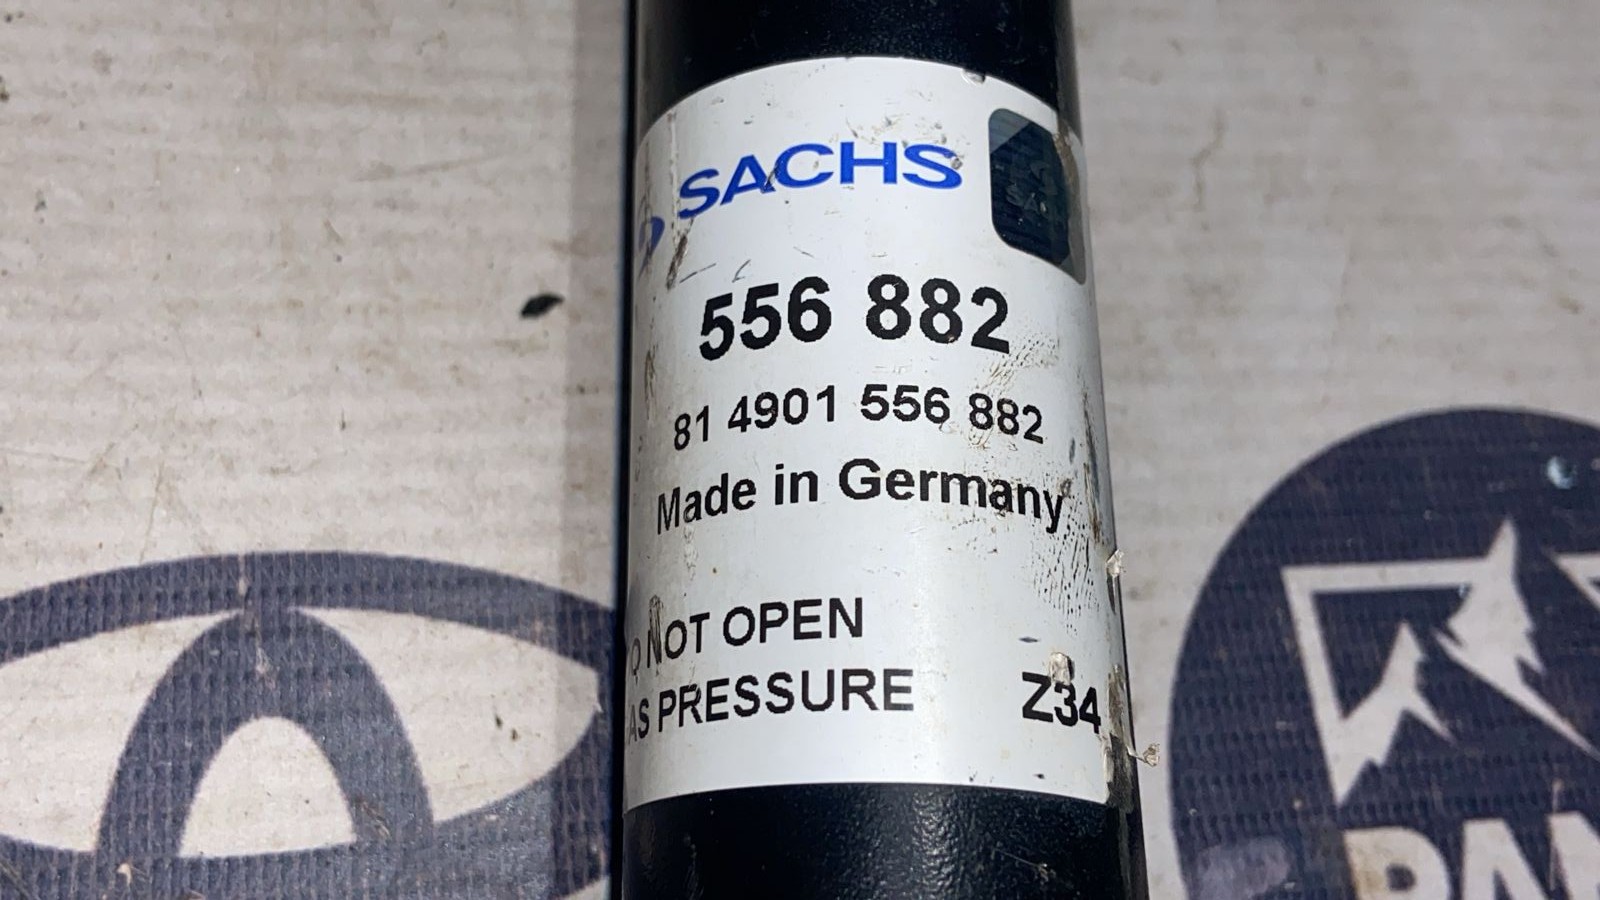 SACHS
556 882
81 4901 556 882
Made in Germany
NOT OPEN
PRESSURE Z34